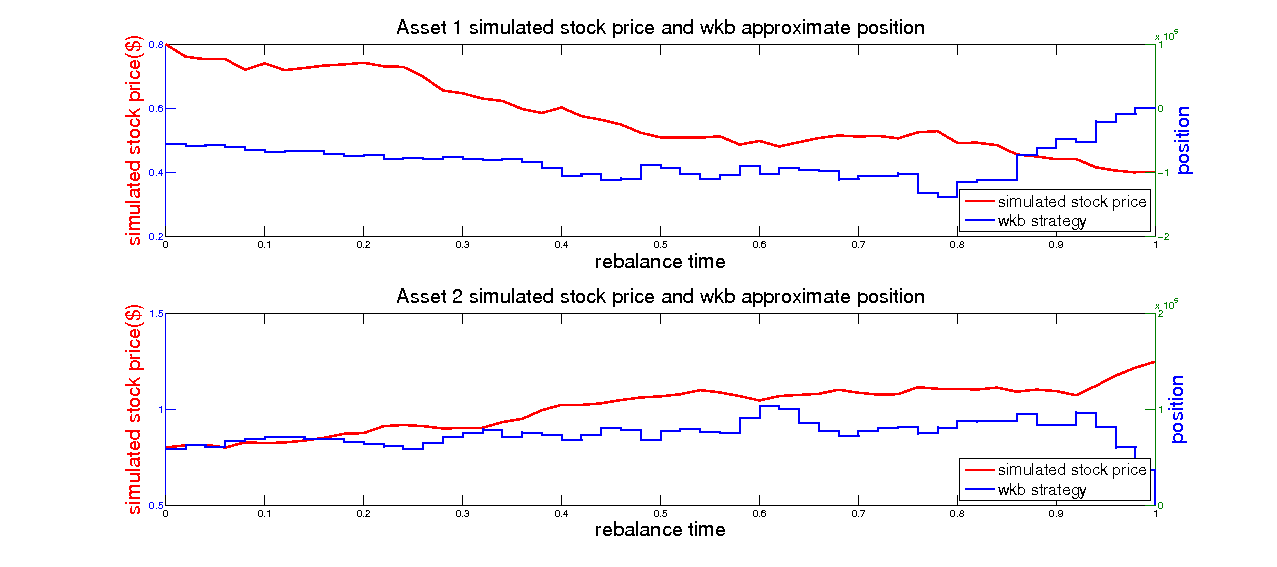 Asset 1 simulated stock price and wkb approximate position
x 10^5
simulated stock price($)
0.8
0.6
0.4
0.2
1
0
-1
-2
position
simulated stock price
wkb strategy
0 0.1 0.2 0.3 0.4 0.5 0.6 0.7 0.8 0.9 1
rebalance time
Asset 2 simulated stock price and wkb approximate position
x 10^5
simulated stock price($)
1.5
1
0.5
2
1
0
position
simulated stock price
wkb strategy
0 0.1 0.2 0.3 0.4 0.5 0.6 0.7 0.8 0.9 1
rebalance time